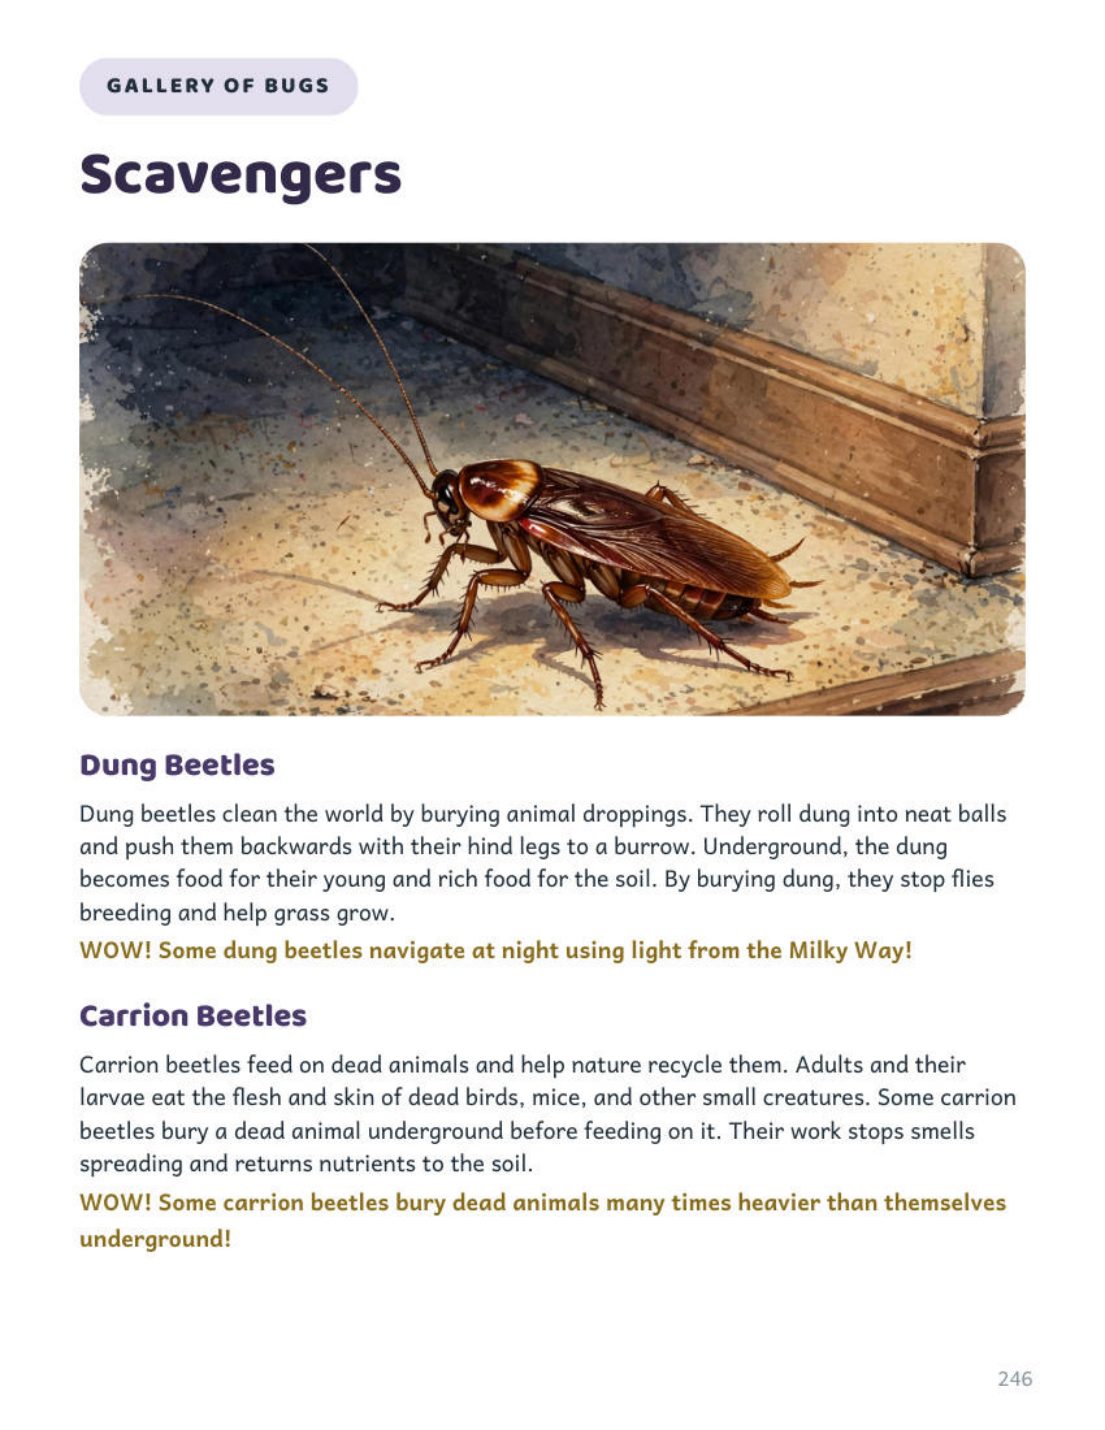 GALLERY OF BUGS
Scavengers
Dung Beetles
Dung beetles clean the world by burying animal droppings. They roll dung into neat balls
and push them backwards with their hind legs to a burrow. Underground, the dung
becomes food for their young and rich food for the soil. By burying dung, they stop flies
breeding and help grass grow.
WOW! Some dung beetles navigate at night using light from the Milky Way!
Carrion Beetles
Carrion beetles feed on dead animals and help nature recycle them. Adults and their
larvae eat the flesh and skin of dead birds, mice, and other small creatures. Some carrion
beetles bury a dead animal underground before feeding on it. Their work stops smells
spreading and returns nutrients to the soil.
WOW! Some carrion beetles bury dead animals many times heavier than themselves
underground!
246